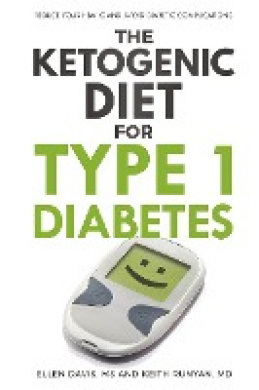 REDUCE YOUR HBA1C AND AVOID DIABETIC COMPLICATIONS
THE
KETOGENIC
DIET
FOR
TYPE 1
DIABETES
ELLEN DAVIS, MS AND KEITH RUNYAN, MD